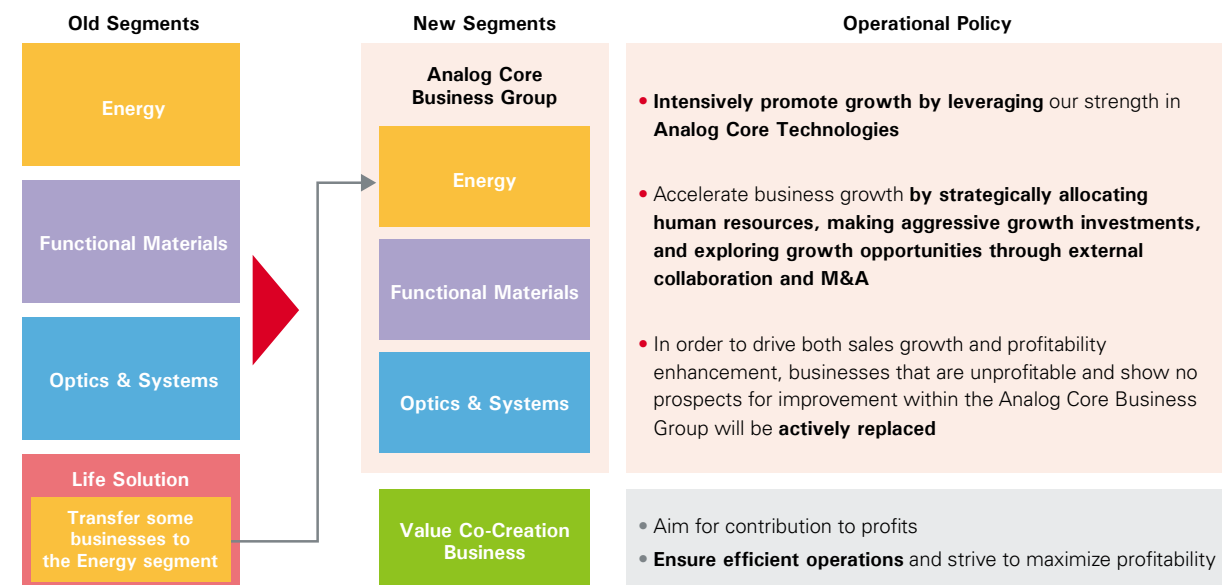 Old Segments
Energy
Functional Materials
Optics & Systems
Life Solution
Transfer some
businesses to
the Energy segment
New Segments
Analog Core
Business Group
Energy
Functional Materials
Optics & Systems
Value Co-Creation
Business
Operational Policy
• Intensively promote growth by leveraging our strength in
Analog Core Technologies
• Accelerate business growth by strategically allocating
human resources, making aggressive growth investments,
and exploring growth opportunities through external
collaboration and M&A
• In order to drive both sales growth and profitability
enhancement, businesses that are unprofitable and show no
prospects for improvement within the Analog Core Business
Group will be actively replaced
• Aim for contribution to profits
• Ensure efficient operations and strive to maximize profitability